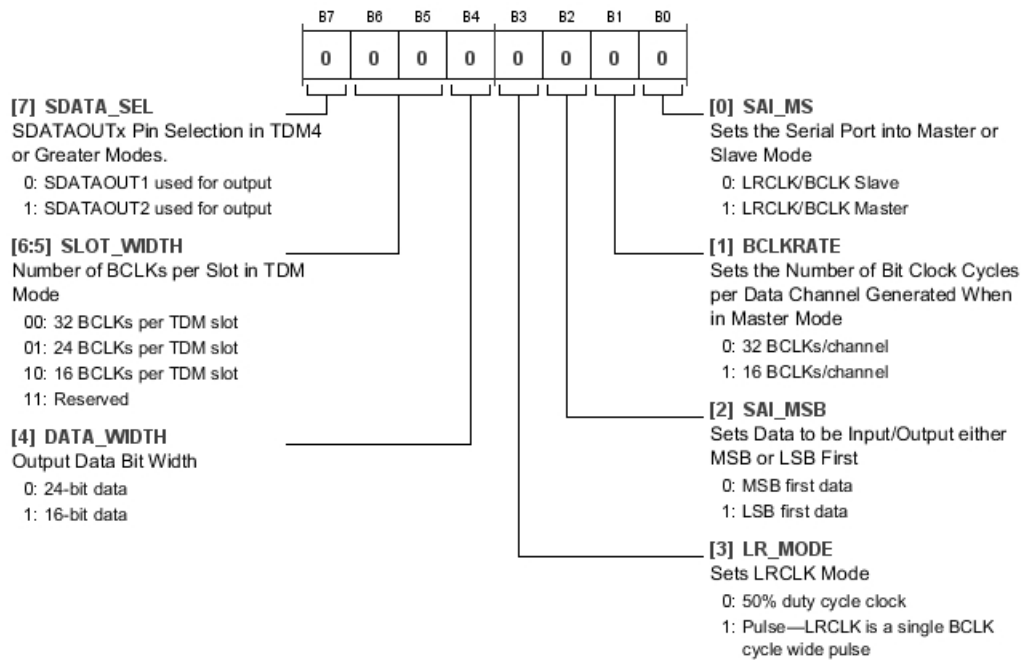 B7 B6 B5 B4 B3 B2 B1 B0
0 0 0 0 0 0 0 0
[7] SDATA_SEL
SDATAOUTx Pin Selection in TDM4
or Greater Modes.
0: SDATAOUT1 used for output
1: SDATAOUT2 used for output
[6:5] SLOT_WIDTH
Number of BCLKs per Slot in TDM
Mode
00: 32 BCLKs per TDM slot
01: 24 BCLKs per TDM slot
10: 16 BCLKs per TDM slot
11: Reserved
[4] DATA_WIDTH
Output Data Bit Width
0: 24-bit data
1: 16-bit data
[0] SAI_MS
Sets the Serial Port into Master or
Slave Mode
0: LRCLK/BCLK Slave
1: LRCLK/BCLK Master
[1] BCLKRATE
Sets the Number of Bit Clock Cycles
per Data Channel Generated When
in Master Mode
0: 32 BCLKs/channel
1: 16 BCLKs/channel
[2] SAI_MSB
Sets Data to be Input/Output either
MSB or LSB First
0: MSB first data
1: LSB first data
[3] LR_MODE
Sets LRCLK Mode
0: 50% duty cycle clock
1: Pulse—LRCLK is a single BCLK
cycle wide pulse